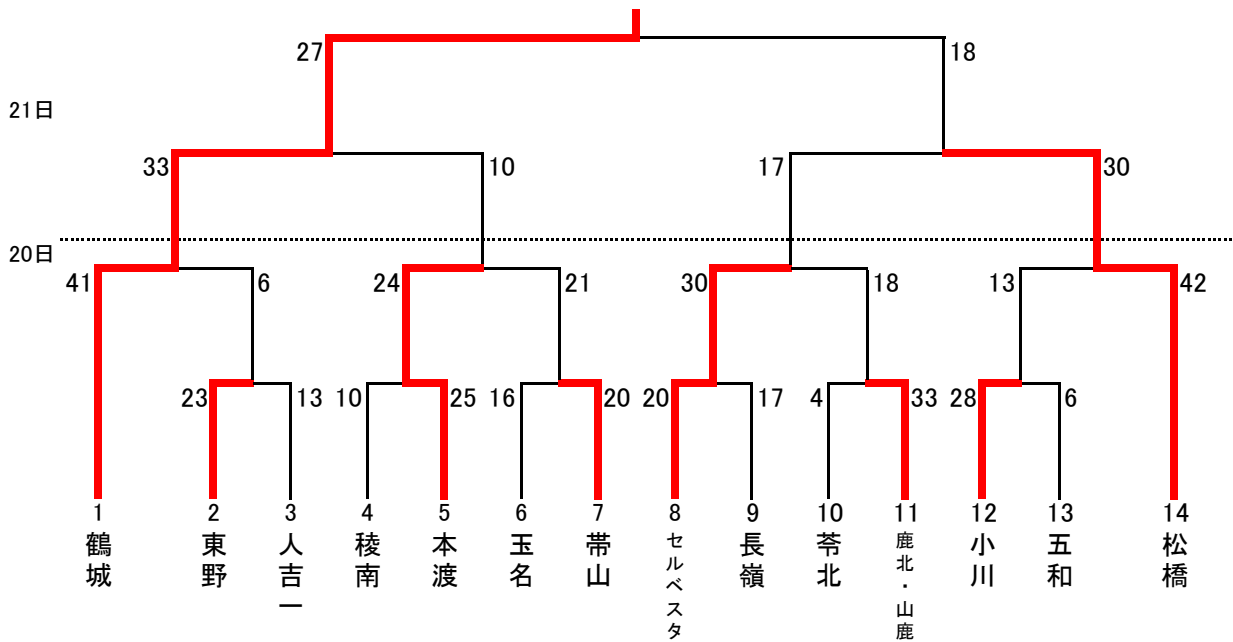 27 18
21日
33 10 17 30
20日
41 6 24 21 30 18 13 42
23 13 10 25 16 20 20 17 4 33 28 6
1 2 3 4 5 6 7 8 9 10 11 12 13 14
鶴城
東野
人吉一
稜南
本渡
玉名
帯山
セルベスタ
長嶺
苓北
鹿北・山鹿
小川
五和
松橋